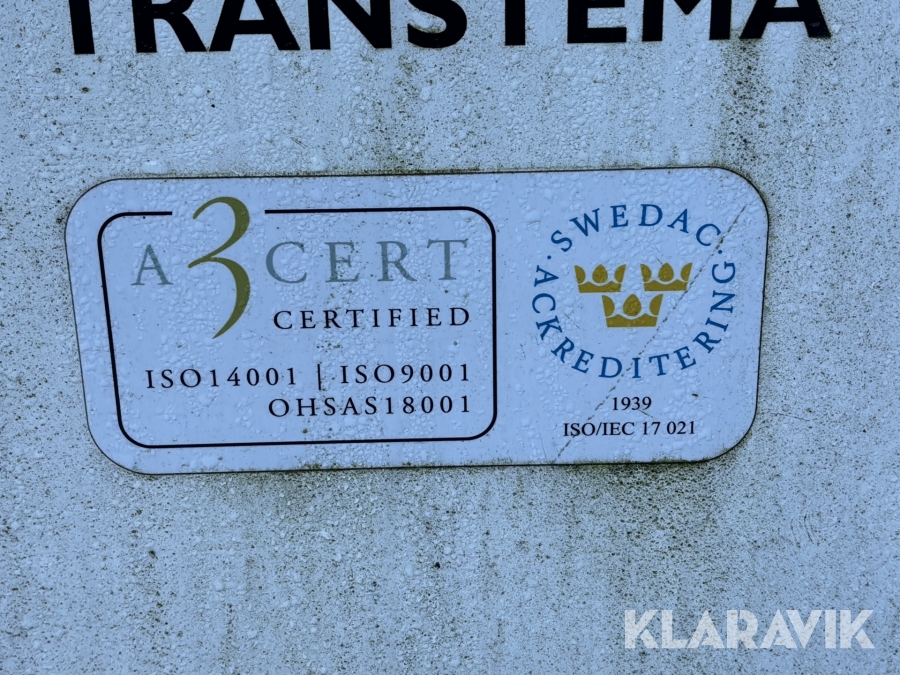 TRANSTEMA
A3CERT
CERTIFIED
ISO14001 | ISO9001
OHSAS18001
· SWEDAC ·
ACKREDITERING
1939
ISO/IEC 17 021
KLARAVIK